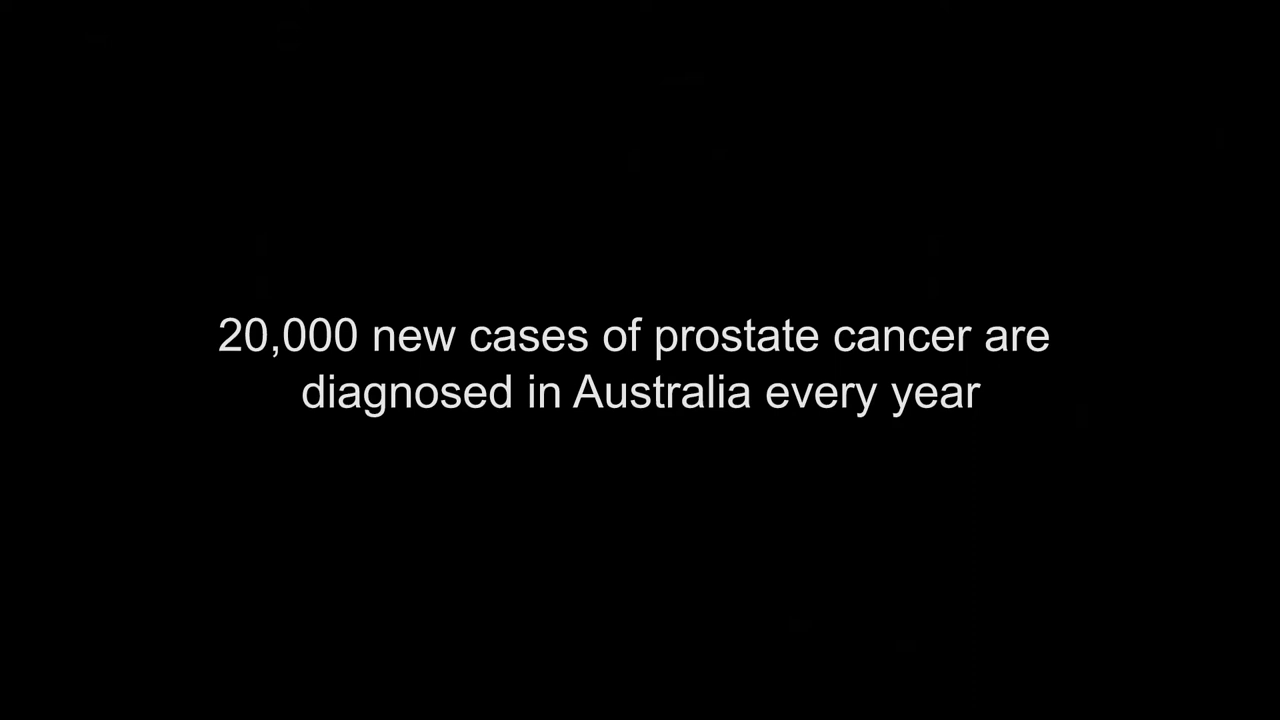 20,000 new cases of prostate cancer are
diagnosed in Australia every year